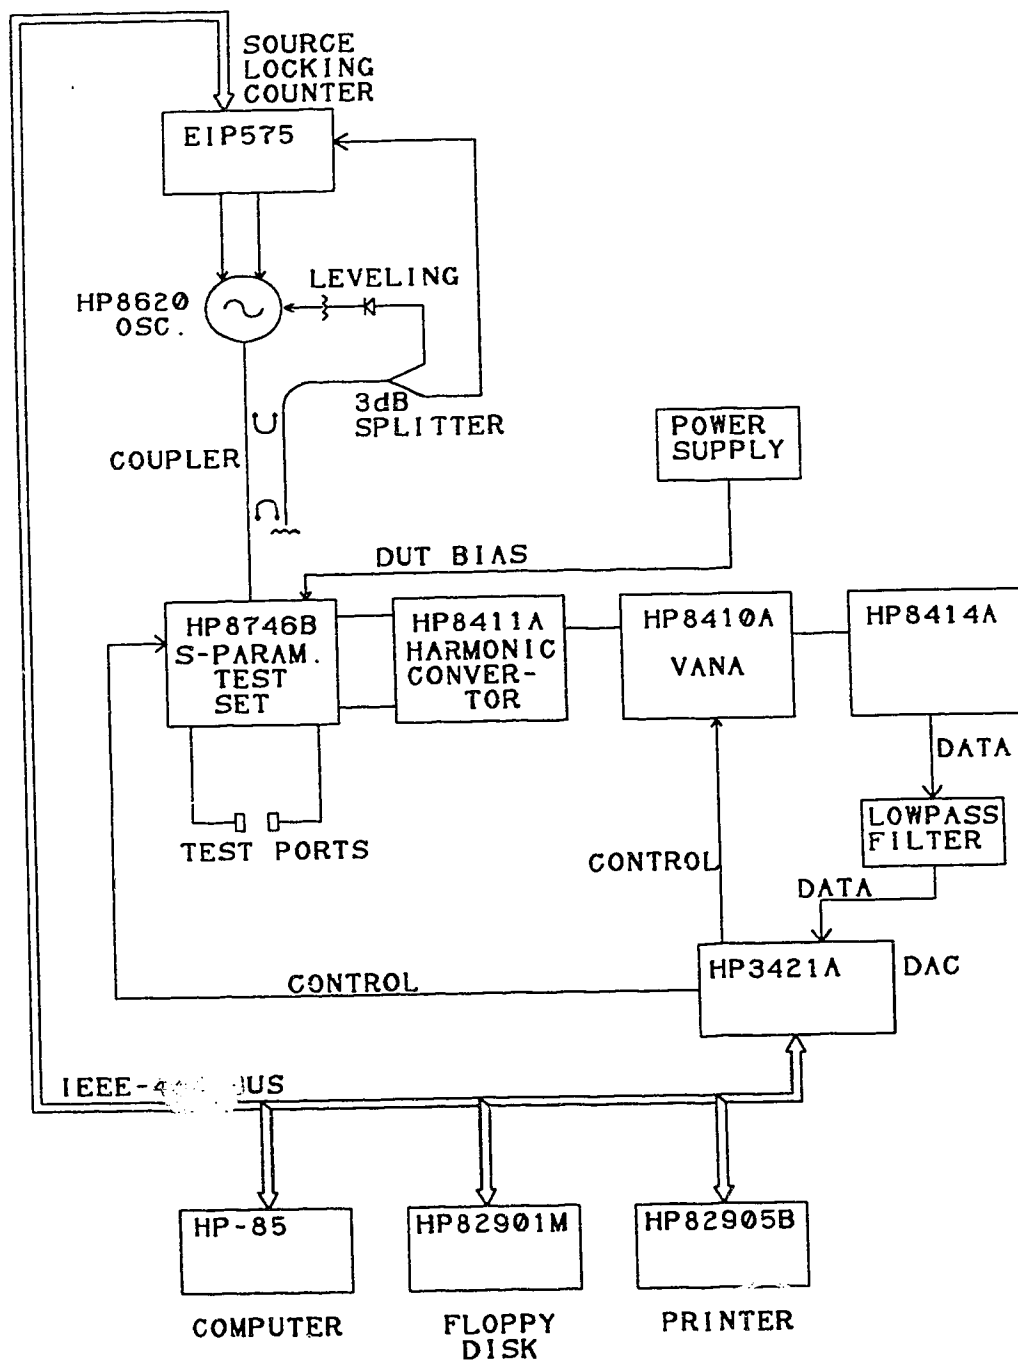 SOURCE
LOCKING
COUNTER
EIP575
LEVELING
HP8620
OSC.
3dB
SPLITTER
COUPLER
POWER
SUPPLY
DUT BIAS
HP8746B
S-PARAM.
TEST
SET
HP8411A
HARMONIC
CONVER-
TOR
HP8410A
VANA
HP8414A
DATA
TEST PORTS
LOWPASS
FILTER
CONTROL
DATA
HP3421A
DAC
CONTROL
HP-85
COMPUTER
HP82901M
FLOPPY
DISK
HP82905B
PRINTER